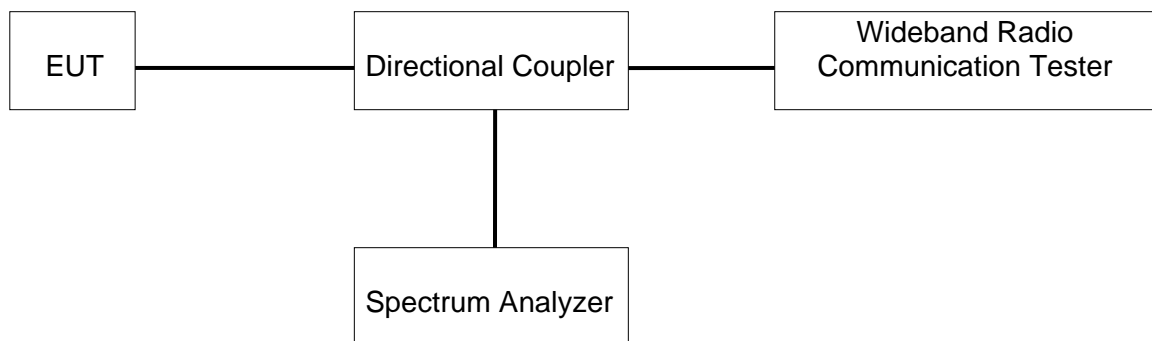 EUT
Directional Coupler
Wideband Radio
Communication Tester
Spectrum Analyzer